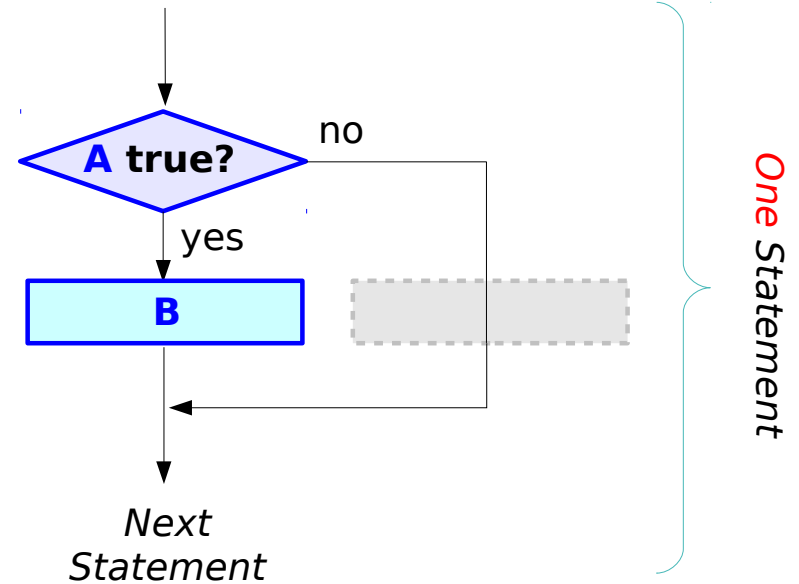 A true?
no
yes
B
Next
Statement
One Statement